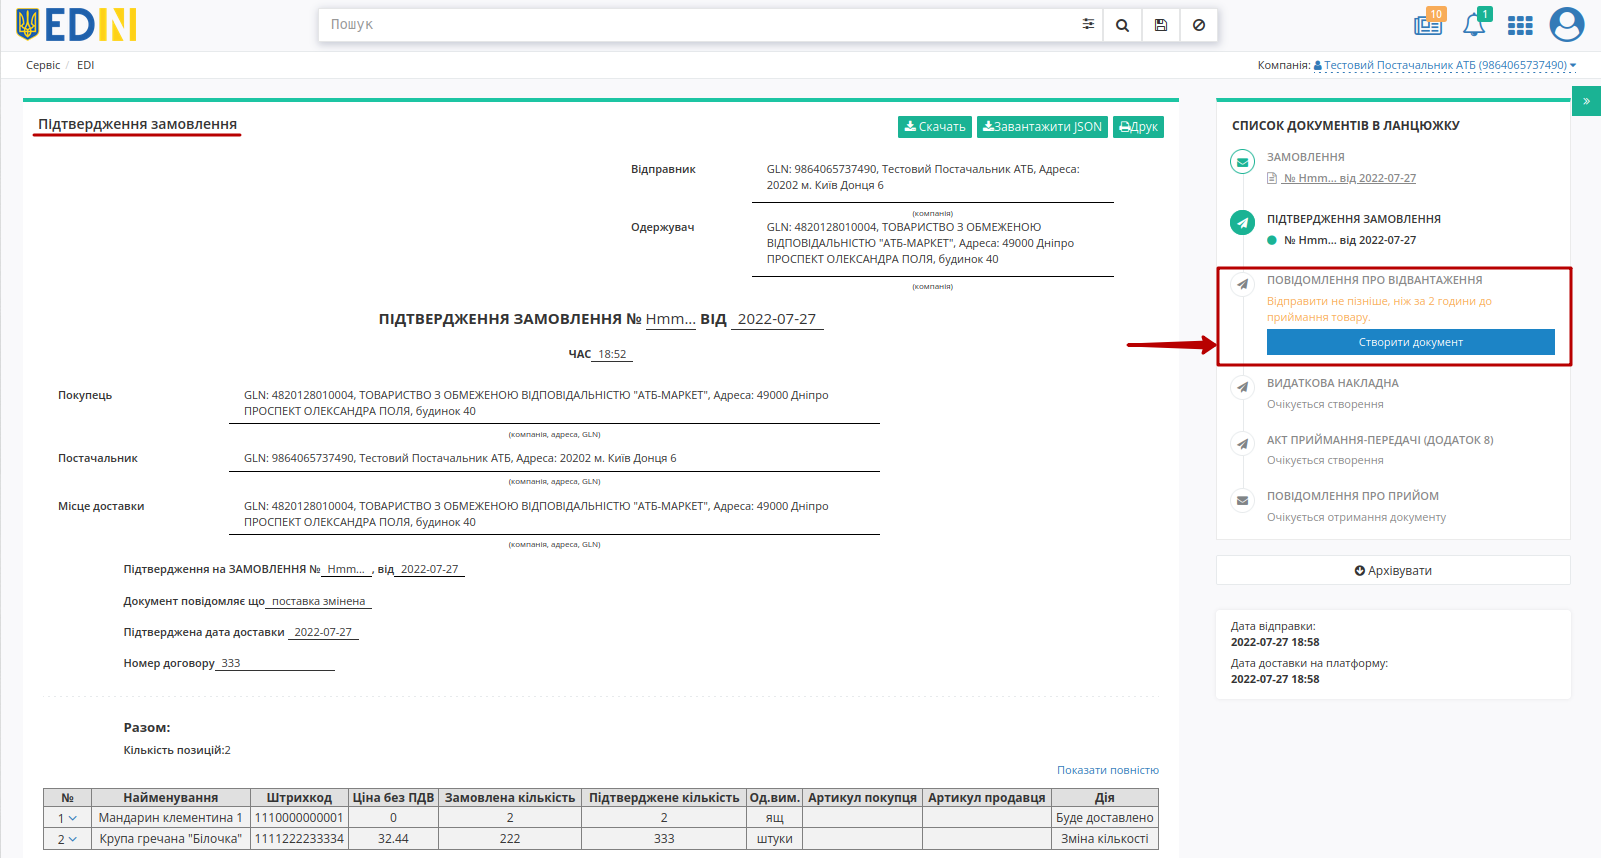 EDIN
Пошук
10
1
Сервіс / EDI
Компанія: Тестовий Постачальник АТБ (9864065737490)
»
Підтвердження замовлення
Скачать
Завантажити JSON
Друк
Відправник
GLN: 9864065737490, Тестовий Постачальник АТБ, Адреса:
20202 м. Київ Донця 6
(компанія)
Одержувач
GLN: 4820128010004, ТОВАРИСТВО З ОБМЕЖЕНОЮ
ВІДПОВІДАЛЬНІСТЮ "АТБ-МАРКЕТ", Адреса: 49000 Дніпро
ПРОСПЕКТ ОЛЕКСАНДРА ПОЛЯ, будинок 40
(компанія)
ПІДТВЕРДЖЕННЯ ЗАМОВЛЕННЯ № Hmm... ВІД 2022-07-27
ЧАС 18:52
Покупець
GLN: 4820128010004, ТОВАРИСТВО З ОБМЕЖЕНОЮ ВІДПОВІДАЛЬНІСТЮ "АТБ-МАРКЕТ", Адреса: 49000 Дніпро
ПРОСПЕКТ ОЛЕКСАНДРА ПОЛЯ, будинок 40
(компанія, адреса, GLN)
Постачальник
GLN: 9864065737490, Тестовий Постачальник АТБ, Адреса: 20202 м. Київ Донця 6
(компанія, адреса, GLN)
Місце доставки
GLN: 4820128010004, ТОВАРИСТВО З ОБМЕЖЕНОЮ ВІДПОВІДАЛЬНІСТЮ "АТБ-МАРКЕТ", Адреса: 49000 Дніпро
ПРОСПЕКТ ОЛЕКСАНДРА ПОЛЯ, будинок 40
(компанія, адреса, GLN)
Підтвердження на ЗАМОВЛЕННЯ № Hmm... , від 2022-07-27
Документ повідомляє що поставка змінена
Підтверджена дата доставки 2022-07-27
Номер договору 333
Разом:
Кількість позицій:2
Показати повністю
№ Найменування Штрихкод Ціна без ПДВ Замовлена кількість Підтверджене кількість Од.вим. Артикул покупця Артикул продавця Дія
1 Мандарин клементина 1 1110000000001 0 2 2 ящ Буде доставлено
2 Крупа гречана "Білочка" 1111222233334 32.44 222 333 штуки Зміна кількості
СПИСОК ДОКУМЕНТІВ В ЛАНЦЮЖКУ
ЗАМОВЛЕННЯ
№ Hmm... від 2022-07-27
ПІДТВЕРДЖЕННЯ ЗАМОВЛЕННЯ
№ Hmm... від 2022-07-27
ПОВІДОМЛЕННЯ ПРО ВІДВАНТАЖЕННЯ
Відправити не пізніше, ніж за 2 години до
приймання товару.
Створити документ
ВИДАТКОВА НАКЛАДНА
Очікується створення
АКТ ПРИЙМАННЯ-ПЕРЕДАЧІ (ДОДАТОК 8)
Очікується створення
ПОВІДОМЛЕННЯ ПРО ПРИЙОМ
Очікується отримання документу
Архівувати
Дата відправки:
2022-07-27 18:58
Дата доставки на платформу:
2022-07-27 18:58